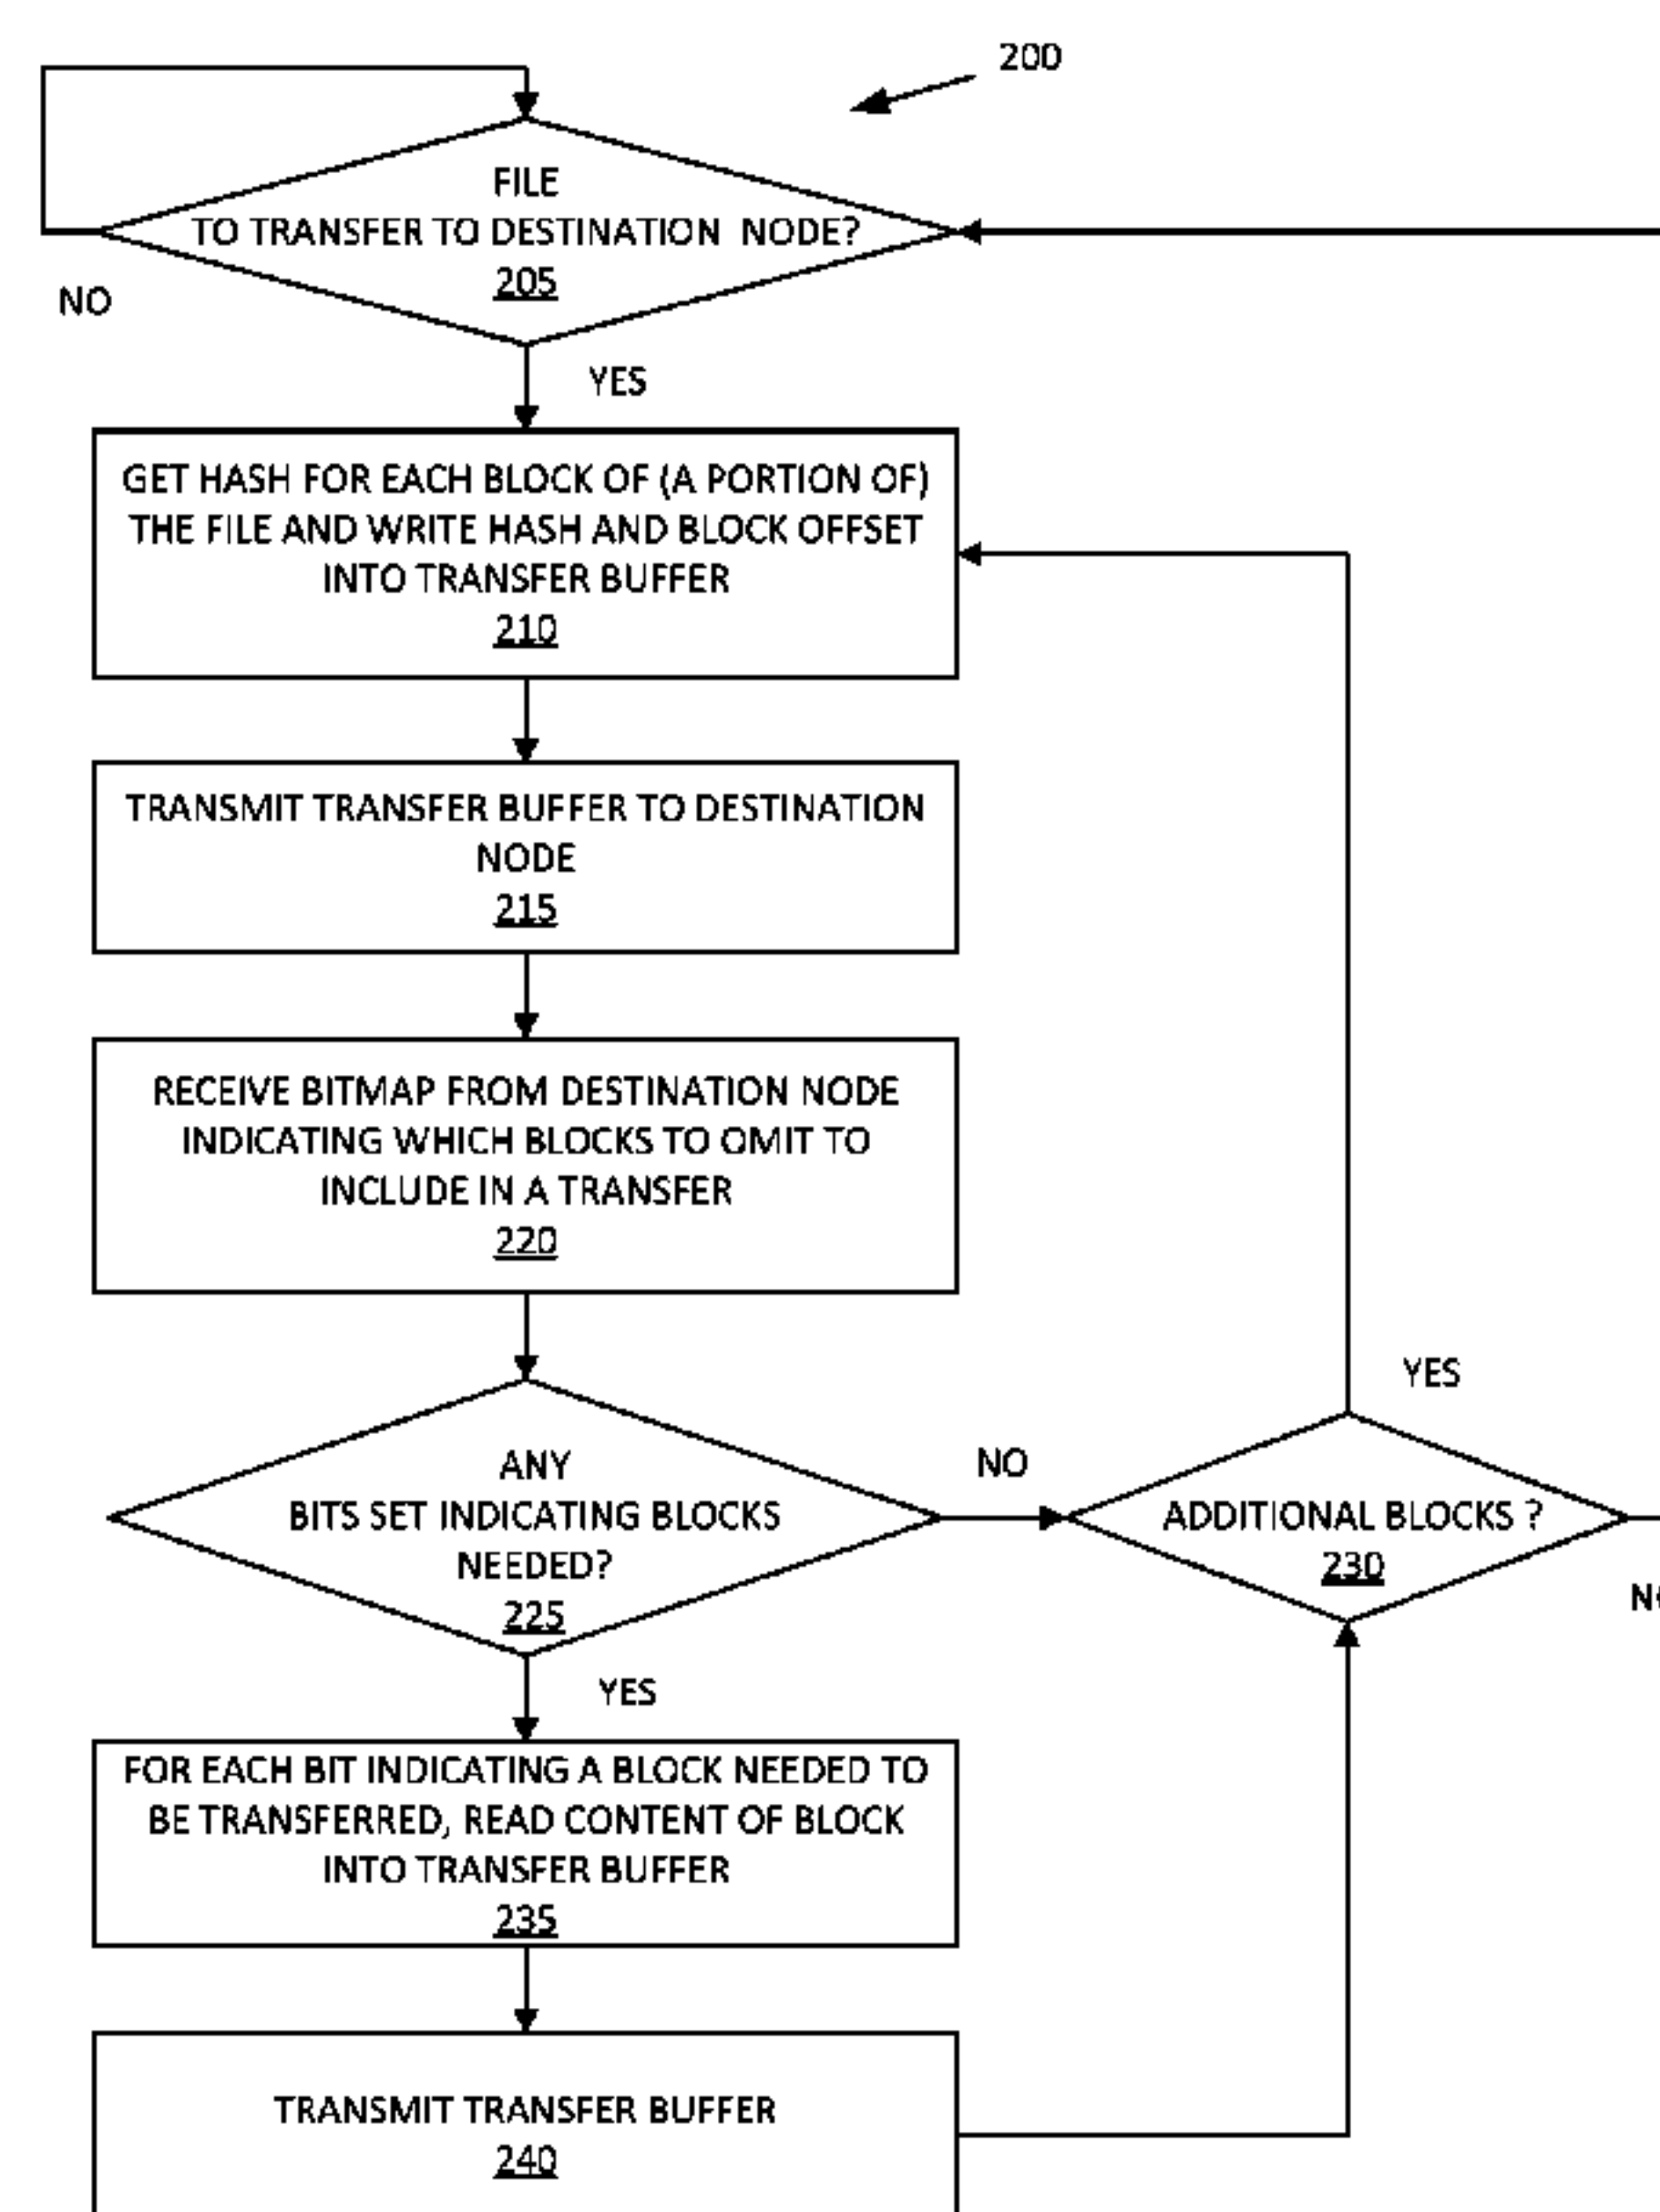 200
FILE
TO TRANSFER TO DESTINATION NODE?
205
NO
YES
GET HASH FOR EACH BLOCK OF (A PORTION OF)
THE FILE AND WRITE HASH AND BLOCK OFFSET
INTO TRANSFER BUFFER
210
TRANSMIT TRANSFER BUFFER TO DESTINATION
NODE
215
RECEIVE BITMAP FROM DESTINATION NODE
INDICATING WHICH BLOCKS TO OMIT TO
INCLUDE IN A TRANSFER
220
ANY
BITS SET INDICATING BLOCKS
NEEDED?
225
NO
YES
ADDITIONAL BLOCKS ?
230
YES
FOR EACH BIT INDICATING A BLOCK NEEDED TO
BE TRANSFERRED, READ CONTENT OF BLOCK
INTO TRANSFER BUFFER
235
TRANSMIT TRANSFER BUFFER
240